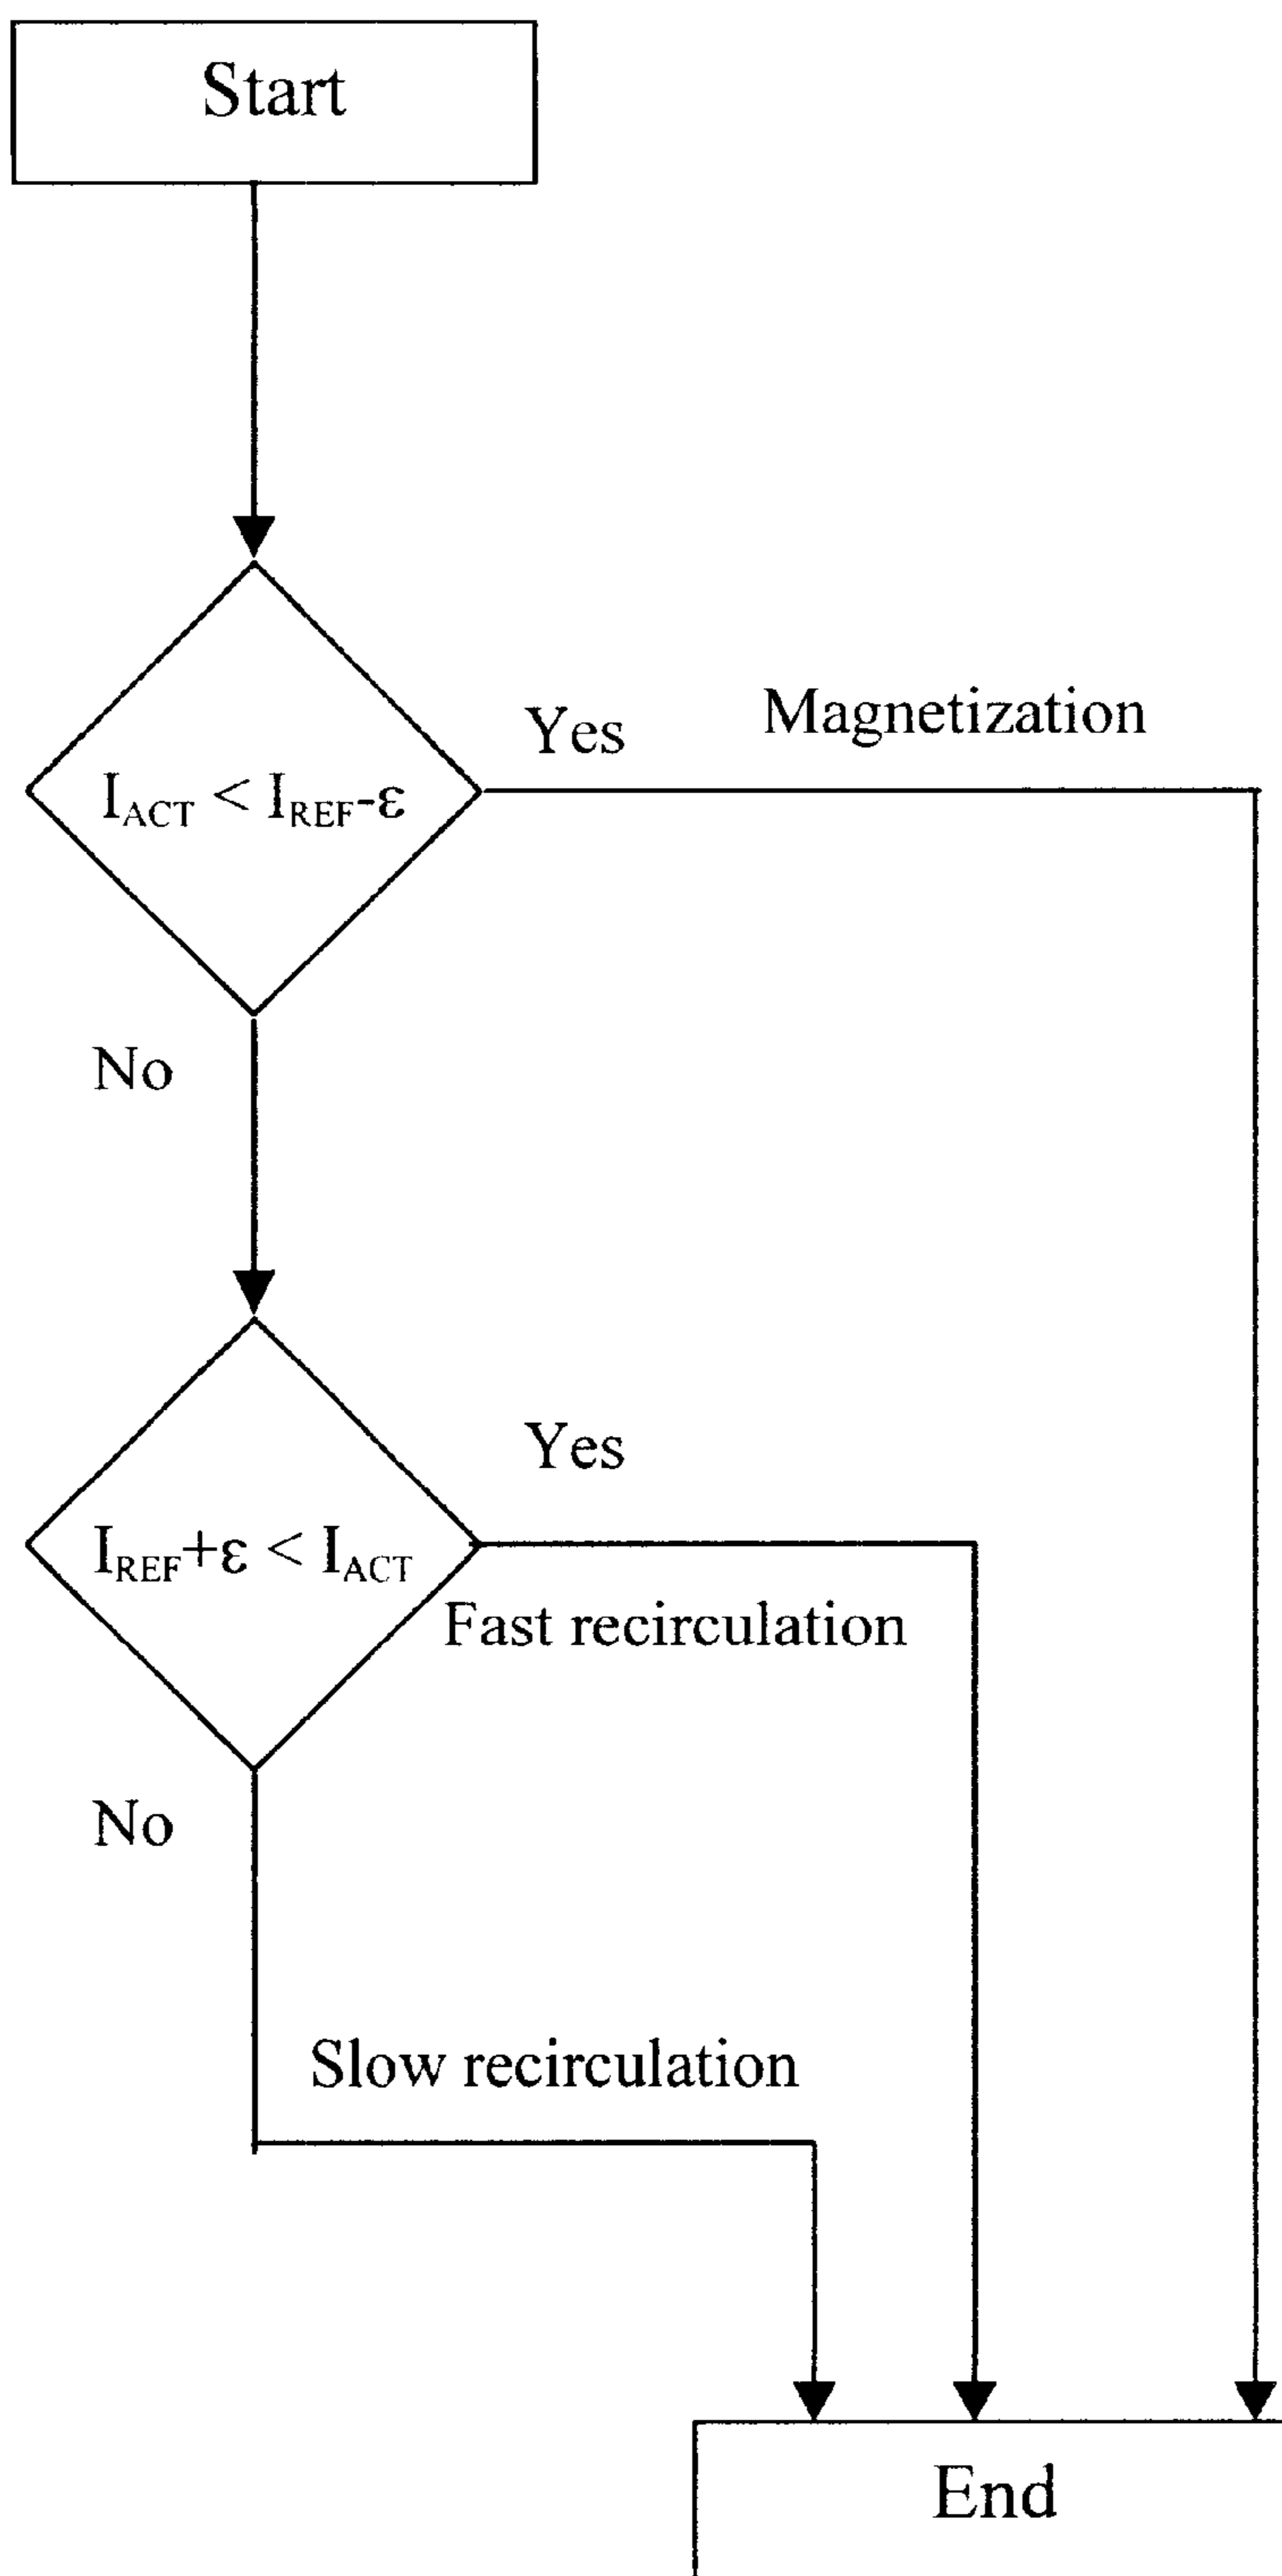 Start
Yes
Magnetization
I_ACT < I_REF-ε
No
Yes
I_REF+ε < I_ACT
Fast recirculation
No
Slow recirculation
End